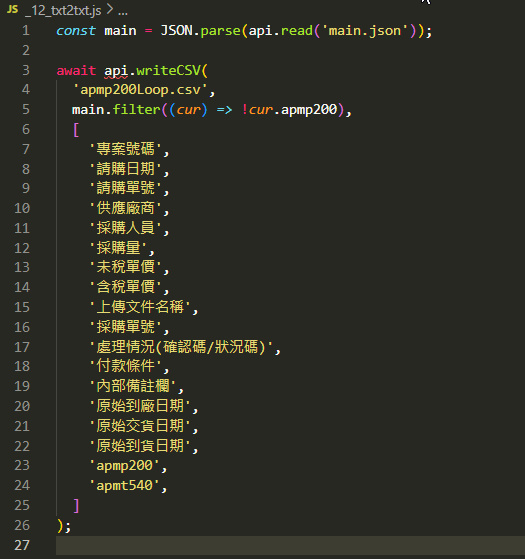 JS _12_txt2txt.js > ...
1 const main = JSON.parse(api.read('main.json'));
2
3 await api.writeCSV(
4 'apmp200Loop.csv',
5 main.filter((cur) => !cur.apmp200),
6 [
7 '專案號碼',
8 '請購日期',
9 '請購單號',
10 '供應廠商',
11 '採購人員',
12 '採購量',
13 '未稅單價',
14 '含稅單價',
15 '上傳文件名稱',
16 '採購單號',
17 '處理情況(確認碼/狀況碼)',
18 '付款條件',
19 '內部備註欄',
20 '原始到廠日期',
21 '原始交貨日期',
22 '原始到貨日期',
23 'apmp200',
24 'apmt540',
25 ]
26 );
27